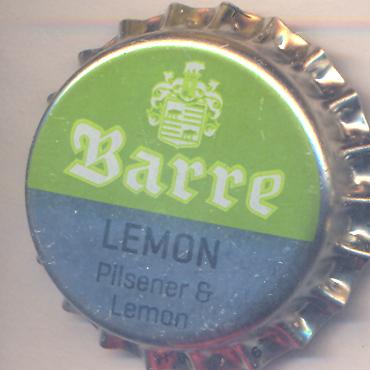 Barre
LEMON
Pilsener &
Lemon